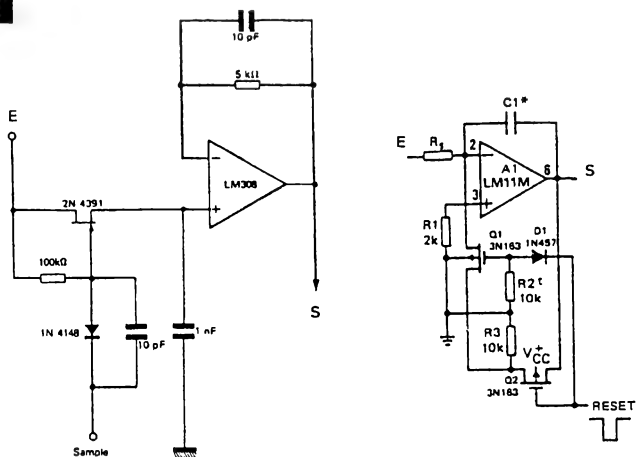 10 pF
5 kΩ
E
LM308
2N 4391
100kΩ
1N 4148
10 pF
1 nF
S
Sample
C1*
E
R₁
2
A1
6
S
LM11M
3
R1
2k
Q1
3N163
D1
1N457
R2
10k
R3
10k
V⁺CC
Q2
3N163
RESET